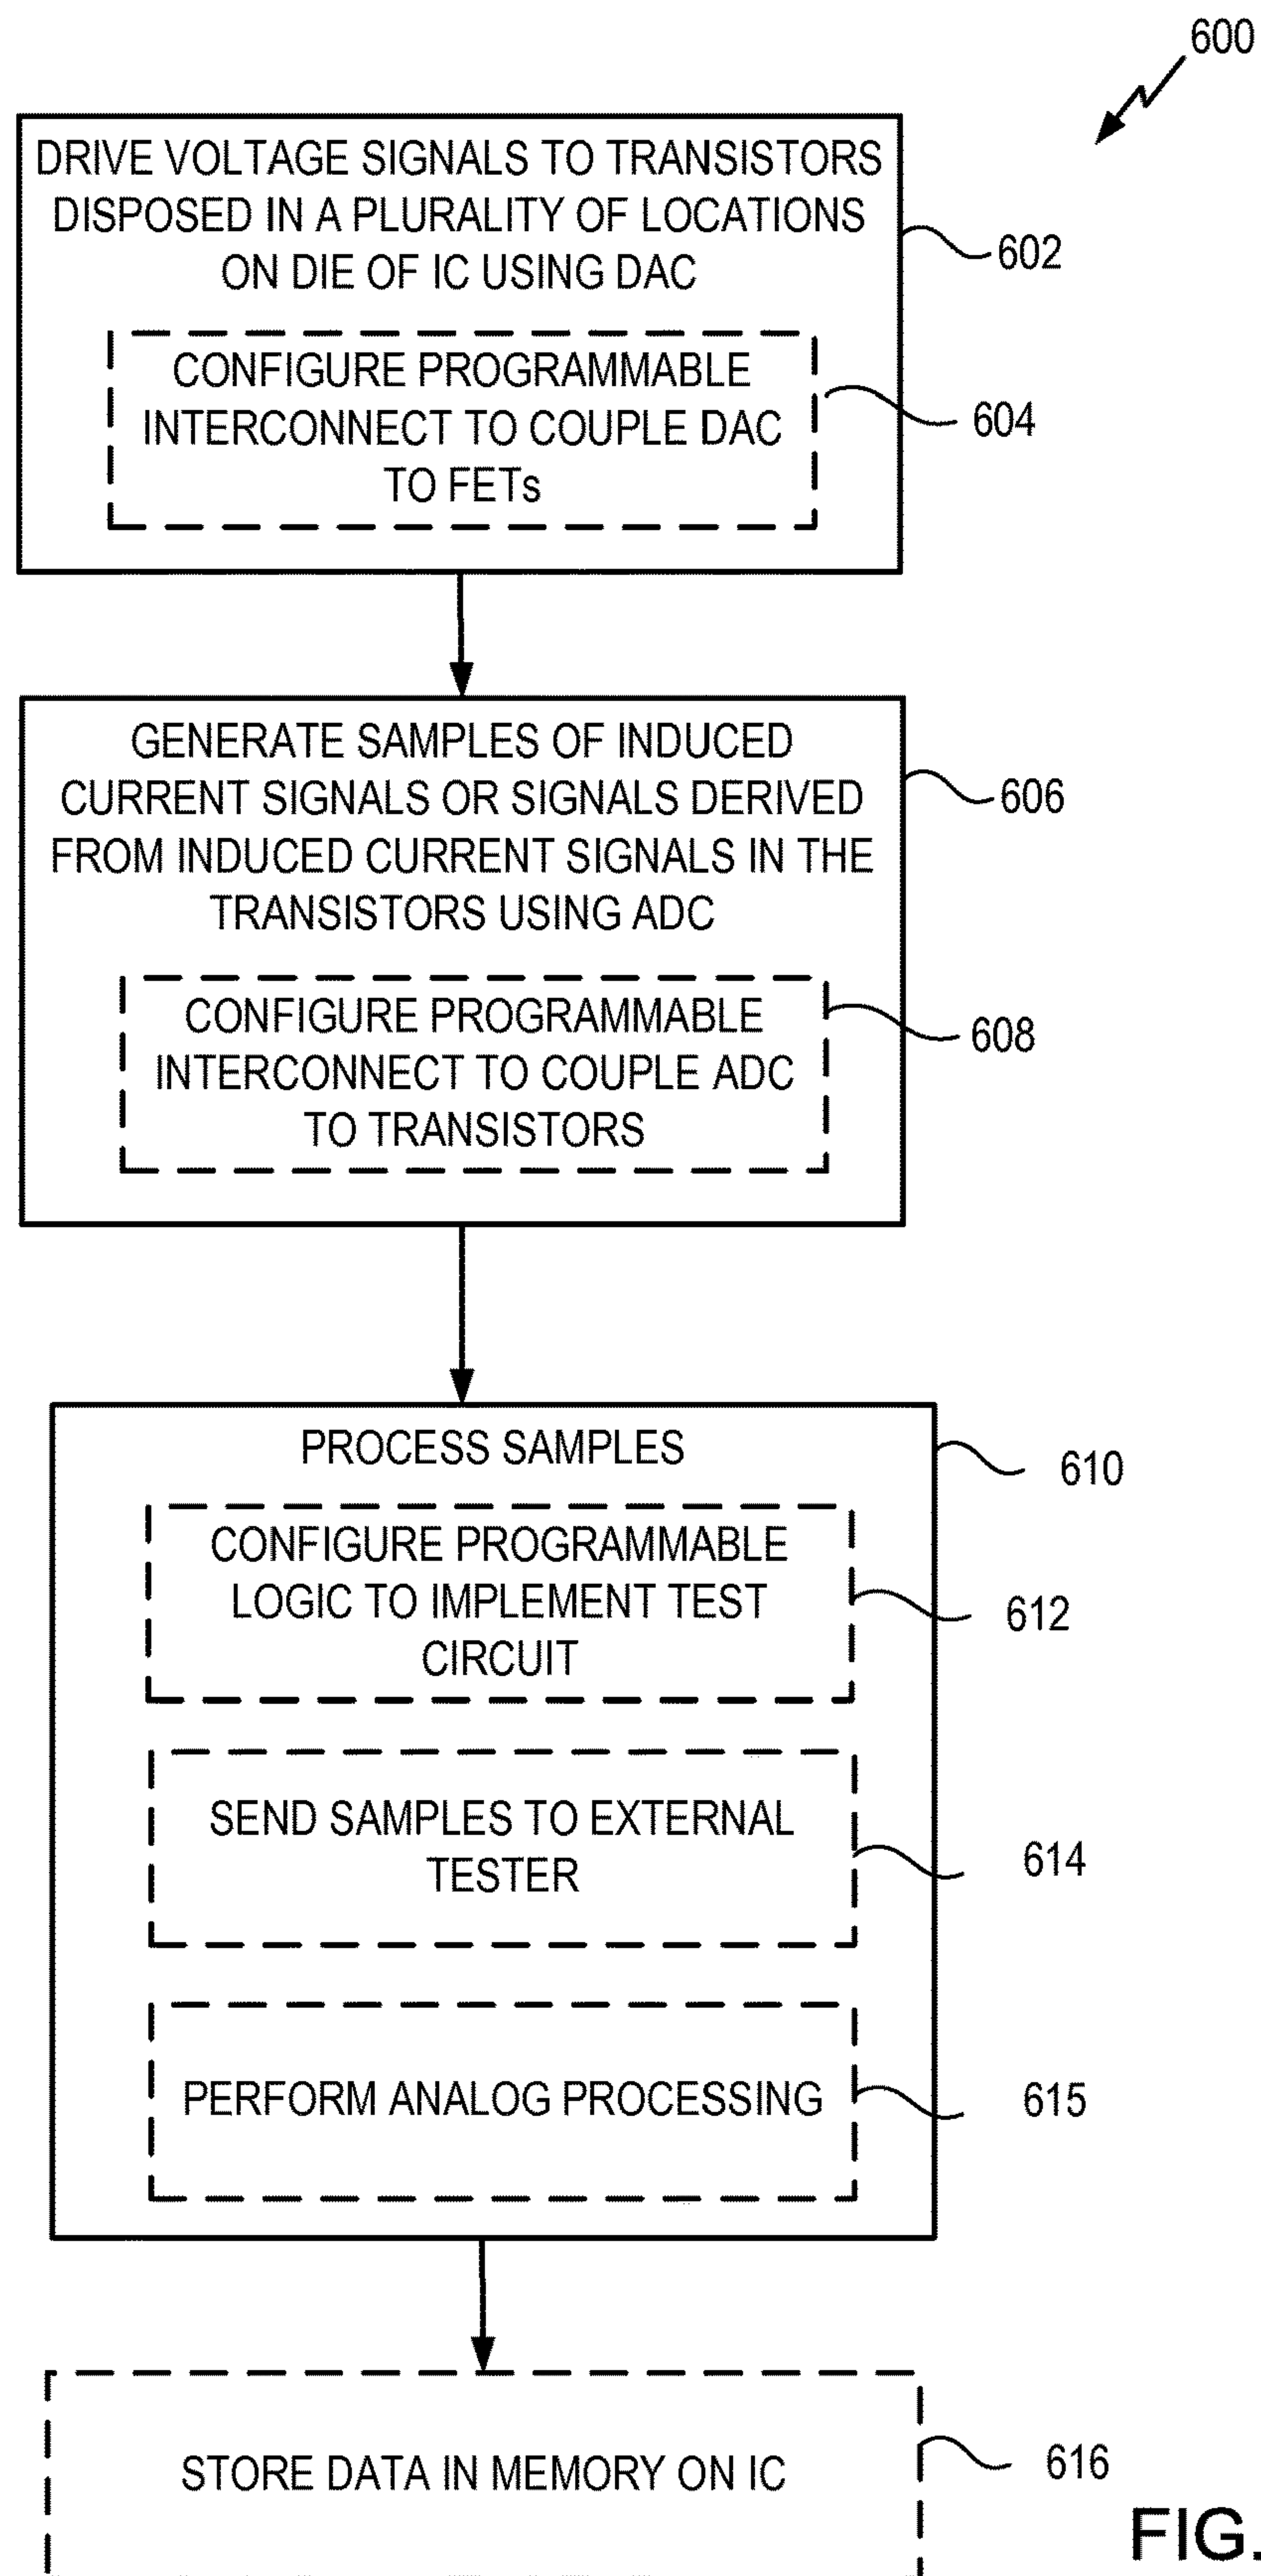 600
DRIVE VOLTAGE SIGNALS TO TRANSISTORS
DISPOSED IN A PLURALITY OF LOCATIONS
ON DIE OF IC USING DAC
602
CONFIGURE PROGRAMMABLE
INTERCONNECT TO COUPLE DAC
TO FETs
604
GENERATE SAMPLES OF INDUCED
CURRENT SIGNALS OR SIGNALS DERIVED
FROM INDUCED CURRENT SIGNALS IN THE
TRANSISTORS USING ADC
606
CONFIGURE PROGRAMMABLE
INTERCONNECT TO COUPLE ADC
TO TRANSISTORS
608
PROCESS SAMPLES
610
CONFIGURE PROGRAMMABLE
LOGIC TO IMPLEMENT TEST
CIRCUIT
612
SEND SAMPLES TO EXTERNAL
TESTER
614
PERFORM ANALOG PROCESSING
615
STORE DATA IN MEMORY ON IC
616
FIG.